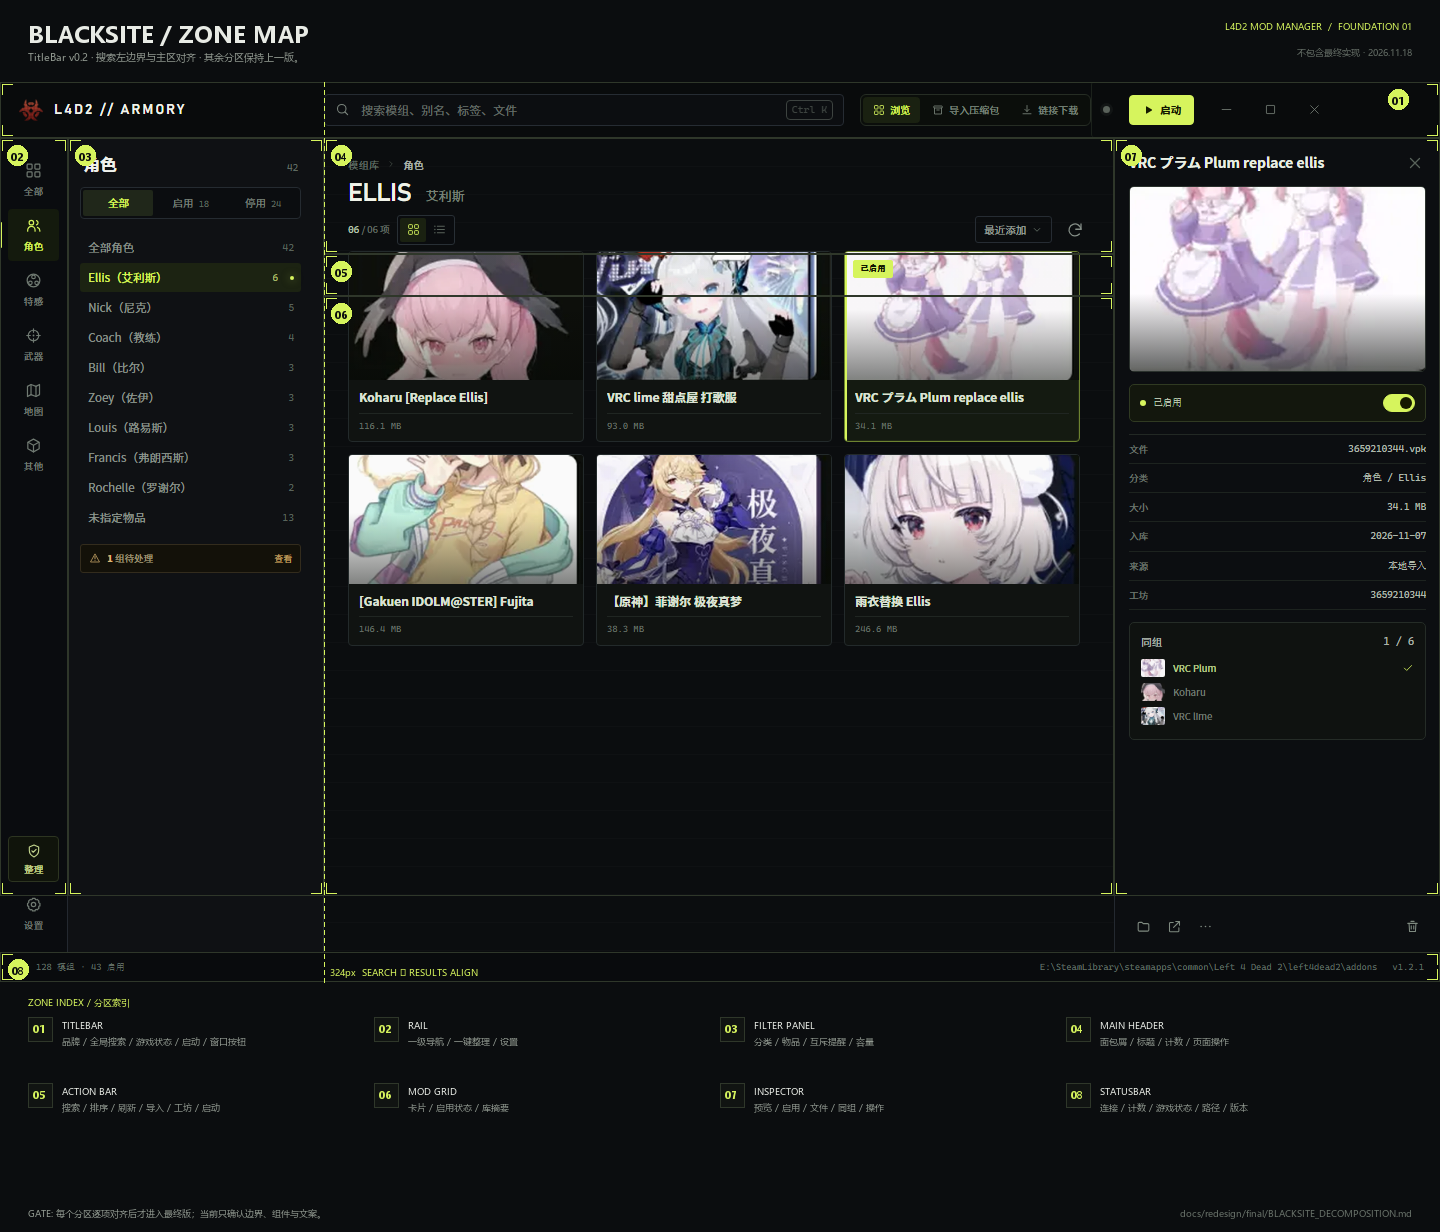 BLACKSITE / ZONE MAP
TitleBar v0.2 · 搜索左边界与主区对齐 · 其余分区保持上一版。
L4D2 MOD MANAGER / FOUNDATION 01
不包含最终实现 · 2026.11.18
L4D2 // ARMORY
搜索模组、别名、标签、文件
Ctrl K
浏览
导入压缩包
链接下载
启动
01
02
全部
角色
特感
武器
地图
其他
整理
设置
03
角色
42
全部
启用 18
停用 24
全部角色 42
Ellis（艾利斯） 6
Nick（尼克） 5
Coach（教练） 4
Bill（比尔） 3
Zoey（佐伊） 3
Louis（路易斯） 3
Francis（弗朗西斯） 3
Rochelle（罗谢尔） 2
未指定物品 13
1 组待处理 查看
04
模组库 > 角色
ELLIS 艾利斯
06 / 06 项
最近添加
05
06
已启用
Koharu [Replace Ellis]
116.1 MB
VRC lime 甜点屋 打歌服
93.0 MB
VRC プラム Plum replace ellis
34.1 MB
[Gakuen IDOLM@STER] Fujita
146.4 MB
极夜真
【原神】菲谢尔 极夜真梦
38.3 MB
雨衣替换 Ellis
246.6 MB
07
VRC プラム Plum replace ellis
已启用
文件 3659210344.vpk
分类 角色 / Ellis
大小 34.1 MB
入库 2026-11-07
来源 本地导入
工坊 3659210344
同组 1 / 6
VRC Plum
Koharu
VRC lime
08
128 模组 · 43 启用
324px SEARCH ▯ RESULTS ALIGN
E:\SteamLibrary\steamapps\common\Left 4 Dead 2\left4dead2\addons v1.2.1
ZONE INDEX / 分区索引
01 TITLEBAR
品牌 / 全局搜索 / 游戏状态 / 启动 / 窗口按钮
02 RAIL
一级导航 / 一键整理 / 设置
03 FILTER PANEL
分类 / 物品 / 互斥提醒 / 容量
04 MAIN HEADER
面包屑 / 标题 / 计数 / 页面操作
05 ACTION BAR
搜索 / 排序 / 刷新 / 导入 / 工坊 / 启动
06 MOD GRID
卡片 / 启用状态 / 库摘要
07 INSPECTOR
预览 / 启用 / 文件 / 同组 / 操作
08 STATUSBAR
连接 / 计数 / 游戏状态 / 路径 / 版本
GATE: 每个分区逐项对齐后才进入最终版；当前只确认边界、组件与文案。
docs/redesign/final/BLACKSITE_DECOMPOSITION.md